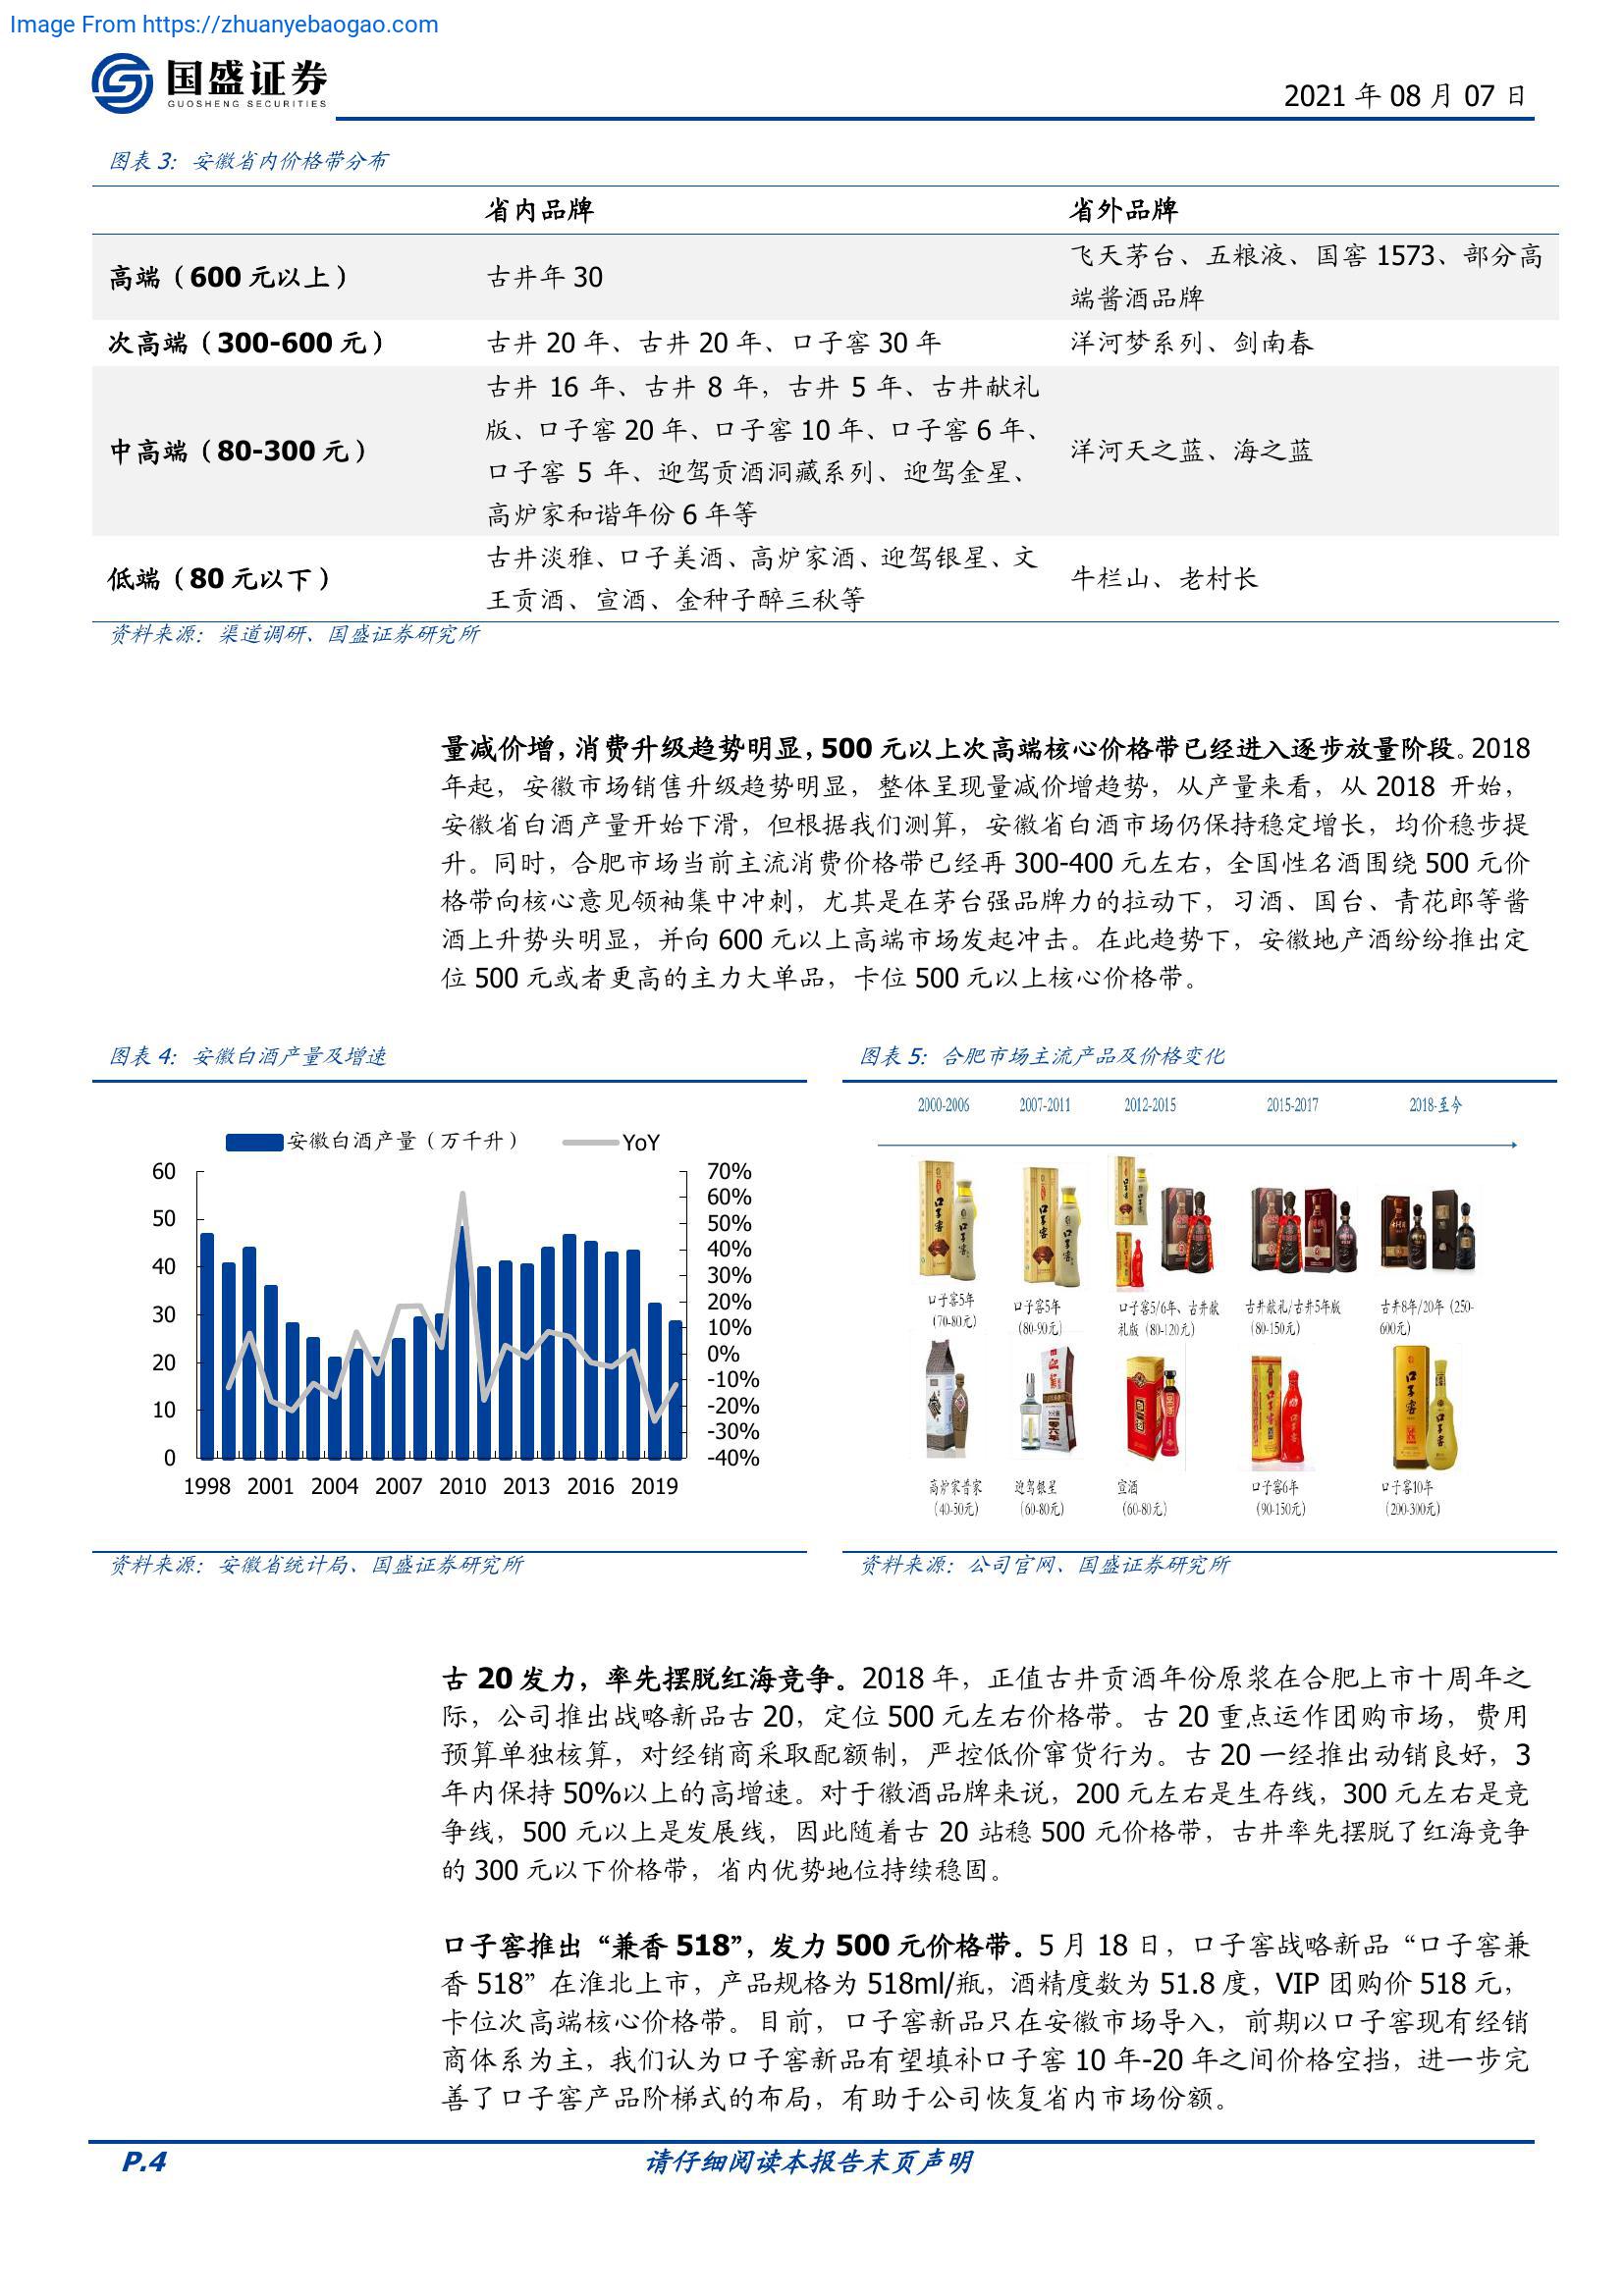 Image From https://zhuanyebaogao.com
国盛证券
GUOSHENG SECURITIES
2021 年 08 月 07 日
图表 3：安徽省内价格带分布
省内品牌 省外品牌
高端（600 元以上） 古井年 30 飞天茅台、五粮液、国窖 1573、部分高
端酱酒品牌
次高端（300-600 元） 古井 20 年、古井 20 年、口子窖 30 年 洋河梦系列、剑南春
中高端（80-300 元） 古井 16 年、古井 8 年，古井 5 年、古井献礼
版、口子窖 20 年、口子窖 10 年、口子窖 6 年、
口子窖 5 年、迎驾贡酒洞藏系列、迎驾金星、
高炉家和谐年份 6 年等
洋河天之蓝、海之蓝
低端（80 元以下） 古井淡雅、口子美酒、高炉家酒、迎驾银星、文
王贡酒、宣酒、金种子醉三秋等
牛栏山、老村长
资料来源：渠道调研、国盛证券研究所
量减价增，消费升级趋势明显，500 元以上次高端核心价格带已经进入逐步放量阶段。2018
年起，安徽市场销售升级趋势明显，整体呈现量减价增趋势，从产量来看，从 2018 开始，
安徽省白酒产量开始下滑，但根据我们测算，安徽省白酒市场仍保持稳定增长，均价稳步提
升。同时，合肥市场当前主流消费价格带已经再 300-400 元左右，全国性名酒围绕 500 元价
格带向核心意见领袖集中冲刺，尤其是在茅台强品牌力的拉动下，习酒、国台、青花郎等酱
酒上升势头明显，并向 600 元以上高端市场发起冲击。在此趋势下，安徽地产酒纷纷推出定
位 500 元或者更高的主力大单品，卡位 500 元以上核心价格带。
图表 4：安徽白酒产量及增速
安徽白酒产量（万千升） YoY
60
50
40
30
20
10
0
70%
60%
50%
40%
30%
20%
10%
0%
-10%
-20%
-30%
-40%
1998 2001 2004 2007 2010 2013 2016 2019
资料来源：安徽省统计局、国盛证券研究所
图表 5：合肥市场主流产品及价格变化
2000-2006 2007-2011 2012-2015 2015-2017 2018-至今
口子窖5年
（70-80元）
口子窖5年
（80-90元）
口子窖5/6年、古井献
礼版（80-120元）
古井献礼/古井5年版
（80-150元）
古井8年/20年（250-
600元）
高炉家普家
（40-50元）
迎驾银星
（60-80元）
宣酒
（60-80元）
口子窖6年
（90-150元）
口子窖10年
（200-300元）
资料来源：公司官网、国盛证券研究所
古 20 发力，率先摆脱红海竞争。2018 年，正值古井贡酒年份原浆在合肥上市十周年之
际，公司推出战略新品古 20，定位 500 元左右价格带。古 20 重点运作团购市场，费用
预算单独核算，对经销商采取配额制，严控低价窜货行为。古 20 一经推出动销良好，3
年内保持 50%以上的高增速。对于徽酒品牌来说，200 元左右是生存线，300 元左右是竞
争线，500 元以上是发展线，因此随着古 20 站稳 500 元价格带，古井率先摆脱了红海竞争
的 300 元以下价格带，省内优势地位持续稳固。
口子窖推出“兼香 518”，发力 500 元价格带。5 月 18 日，口子窖战略新品“口子窖兼
香 518”在淮北上市，产品规格为 518ml/瓶，酒精度数为 51.8 度，VIP 团购价 518 元，
卡位次高端核心价格带。目前，口子窖新品只在安徽市场导入，前期以口子窖现有经销
商体系为主，我们认为口子窖新品有望填补口子窖 10 年-20 年之间价格空挡，进一步完
善了口子窖产品阶梯式的布局，有助于公司恢复省内市场份额。
P.4 请仔细阅读本报告末页声明